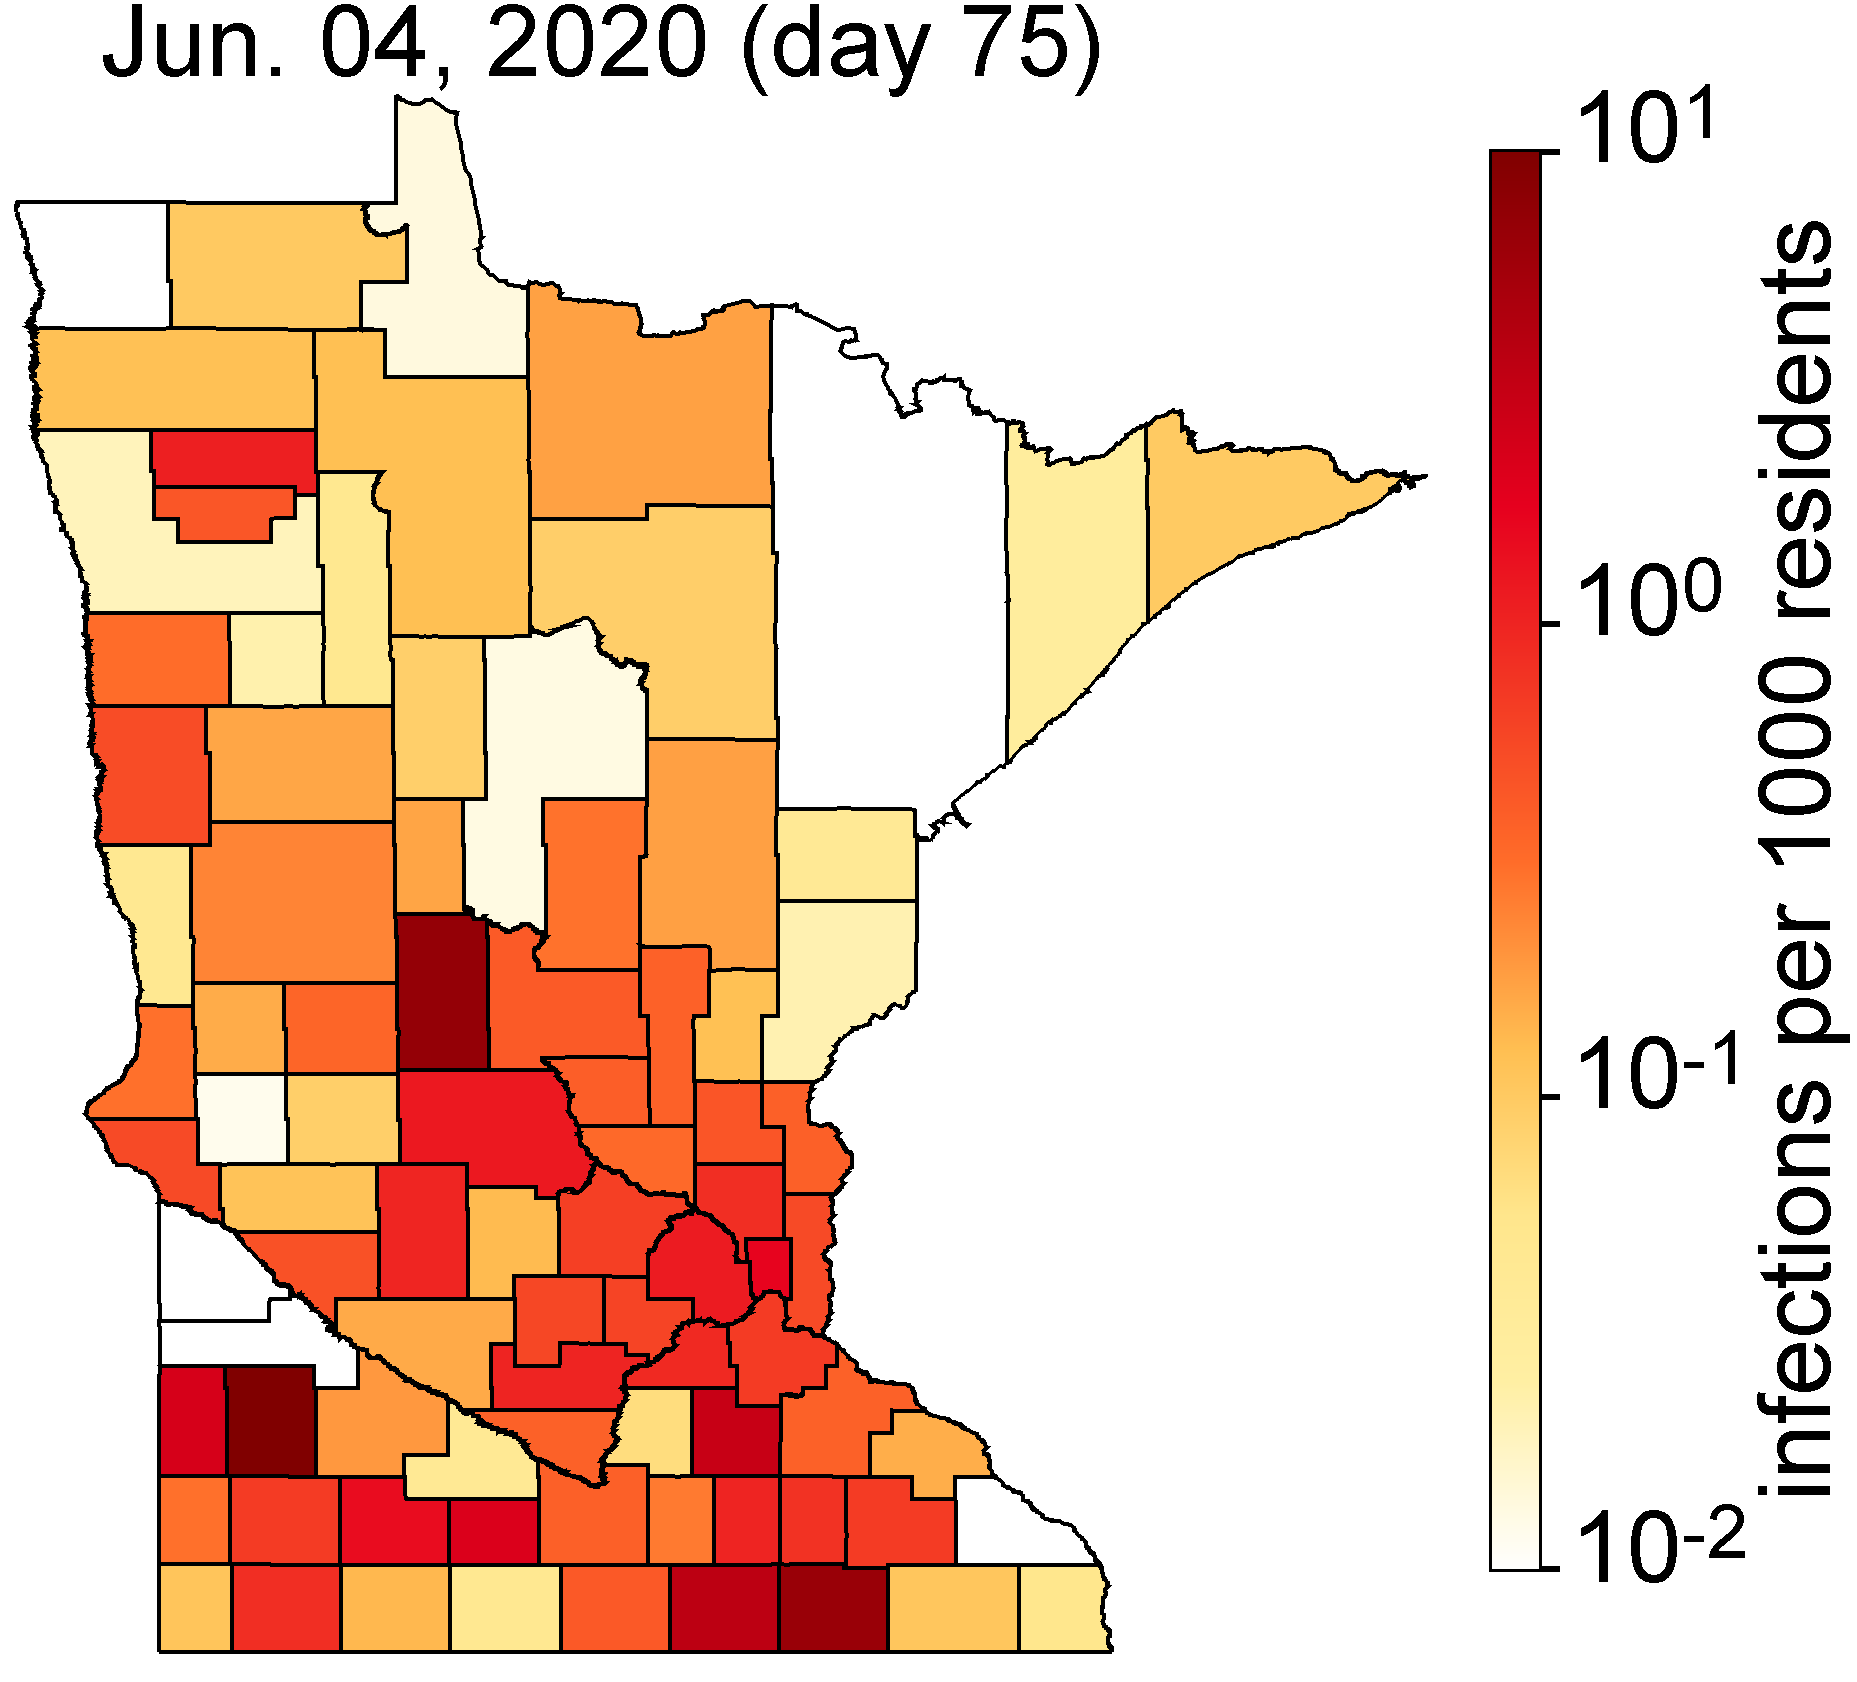 Jun. 04, 2020 (day 75)
10¹
10⁰
10⁻¹
10⁻²
infections per 1000 residents